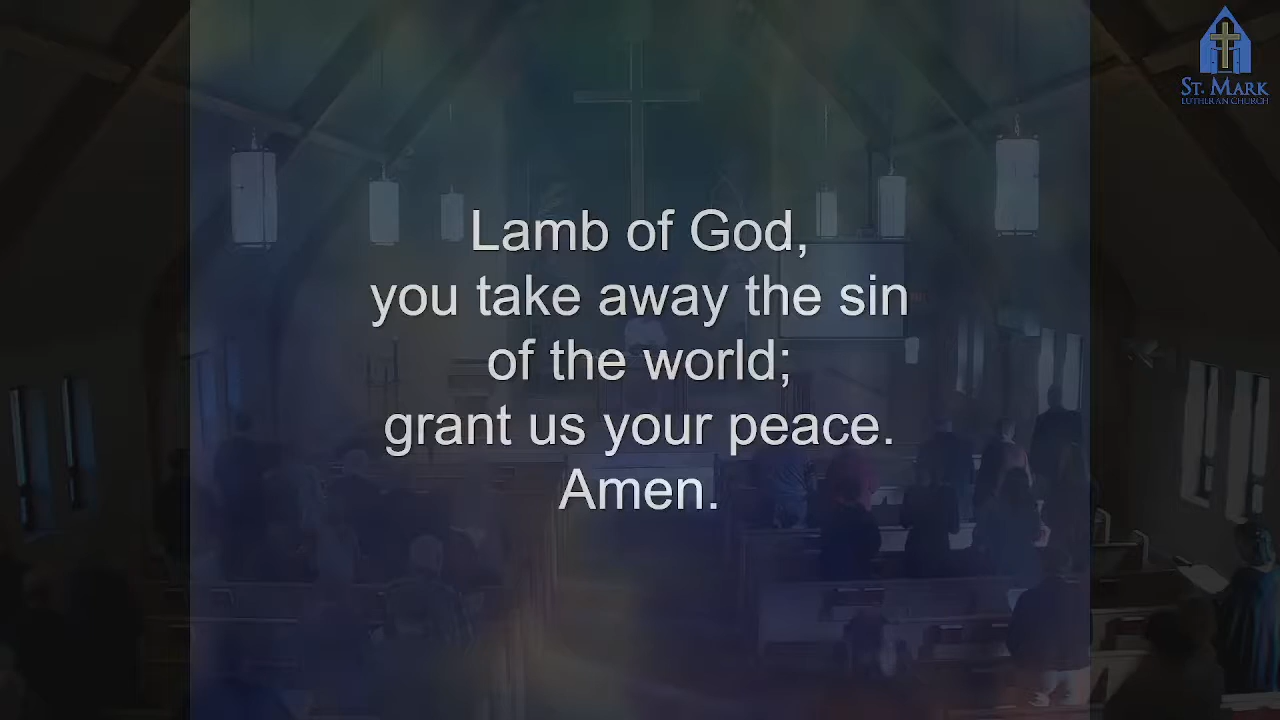 ST. MARK
LUTHERAN CHURCH
Lamb of God,
you take away the sin
of the world;
grant us your peace.
Amen.